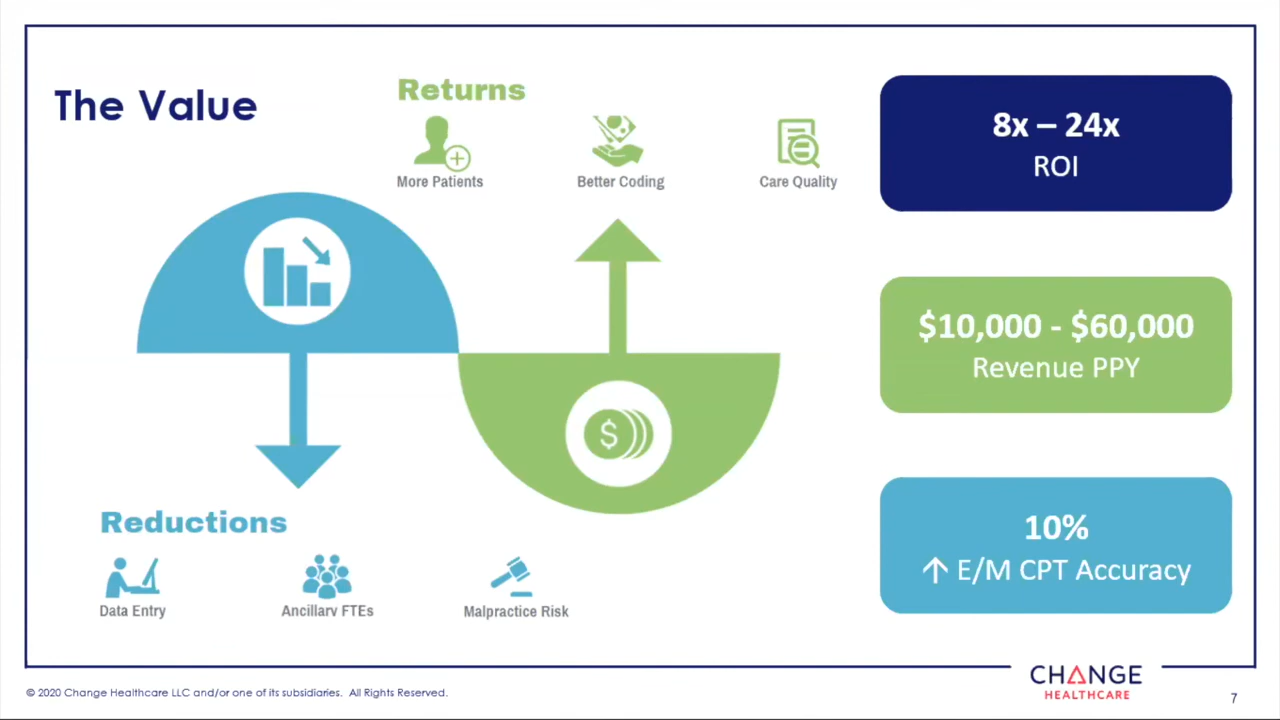 The Value
Returns
More Patients
Better Coding
Care Quality
8x – 24x
ROI
$
$10,000 - $60,000
Revenue PPY
Reductions
Data Entry
Ancillary FTEs
Malpractice Risk
10%
↑ E/M CPT Accuracy
© 2020 Change Healthcare LLC and/or one of its subsidiaries. All Rights Reserved.
CHANGE
HEALTHCARE
7